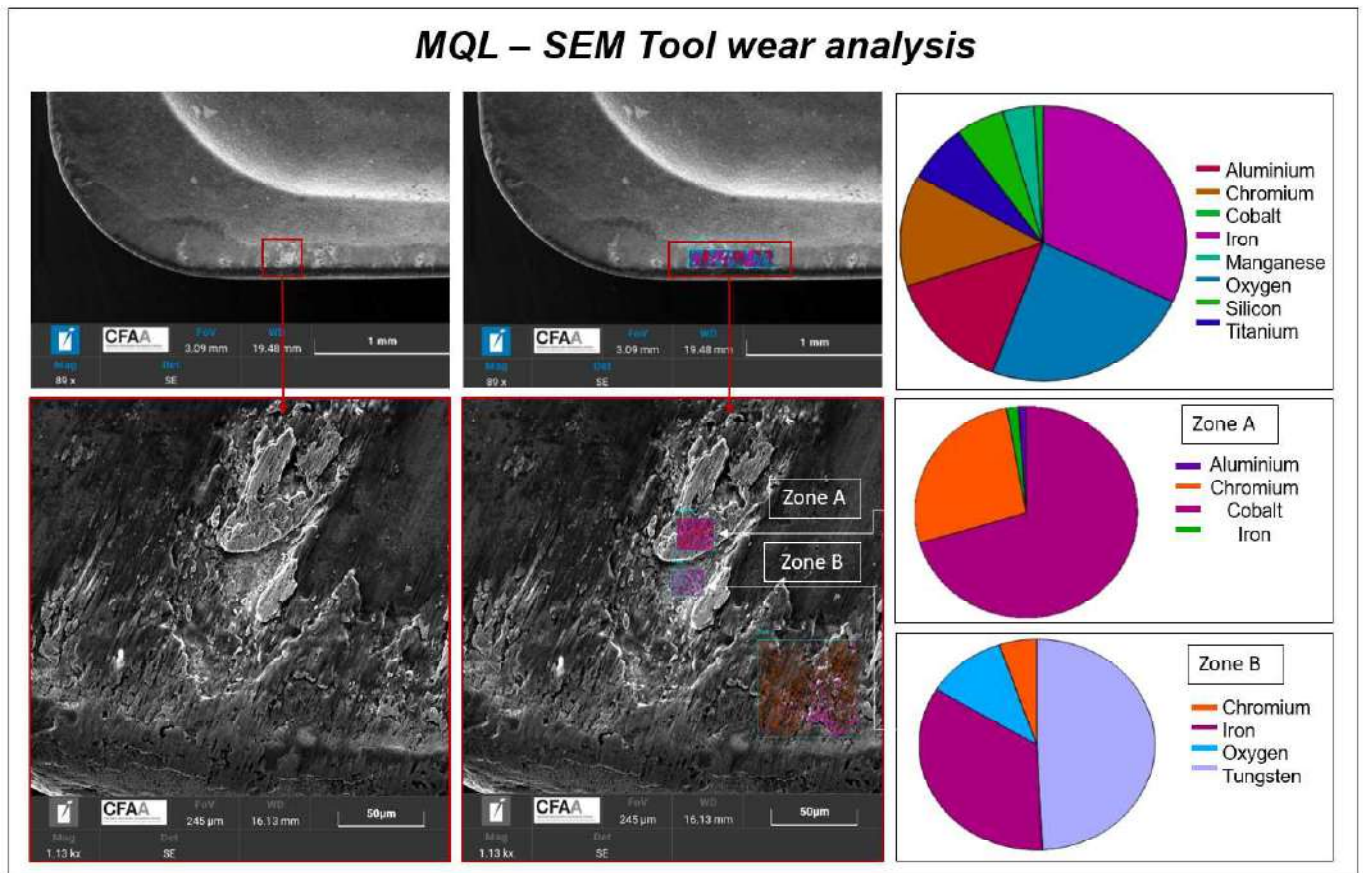 MQL – SEM Tool wear analysis
CFAA
FoV
3.09 mm
WD
19.48 mm
1 mm
Mag
89 x
Det
SE
CFAA
FoV
3.09 mm
WD
19.48 mm
1 mm
Mag
89 x
Det
SE
Aluminium
Chromium
Cobalt
Iron
Manganese
Oxygen
Silicon
Titanium
Zone A
Zone B
CFAA
FoV
245 µm
WD
16.13 mm
50µm
Mag
1.13 kx
Det
SE
CFAA
FoV
245 µm
WD
16.13 mm
50µm
Mag
1.13 kx
Det
SE
Zone A
Aluminium
Chromium
Cobalt
Iron
Zone B
Chromium
Iron
Oxygen
Tungsten